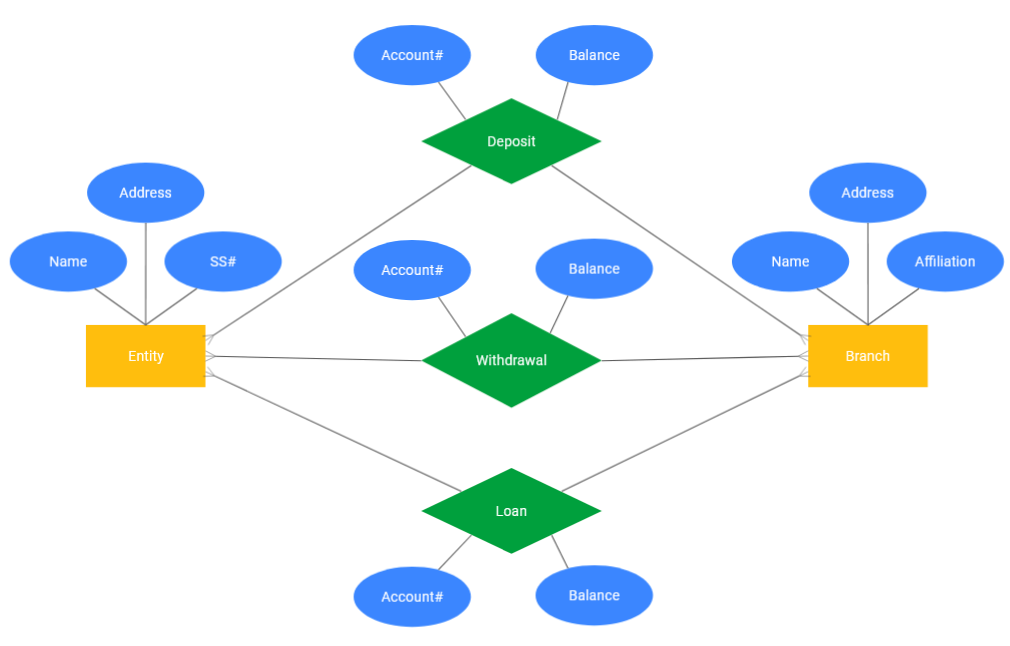 Account#
Balance
Deposit
Address
Address
Name
SS#
Account#
Balance
Name
Affiliation
Entity
Withdrawal
Branch
Loan
Account#
Balance